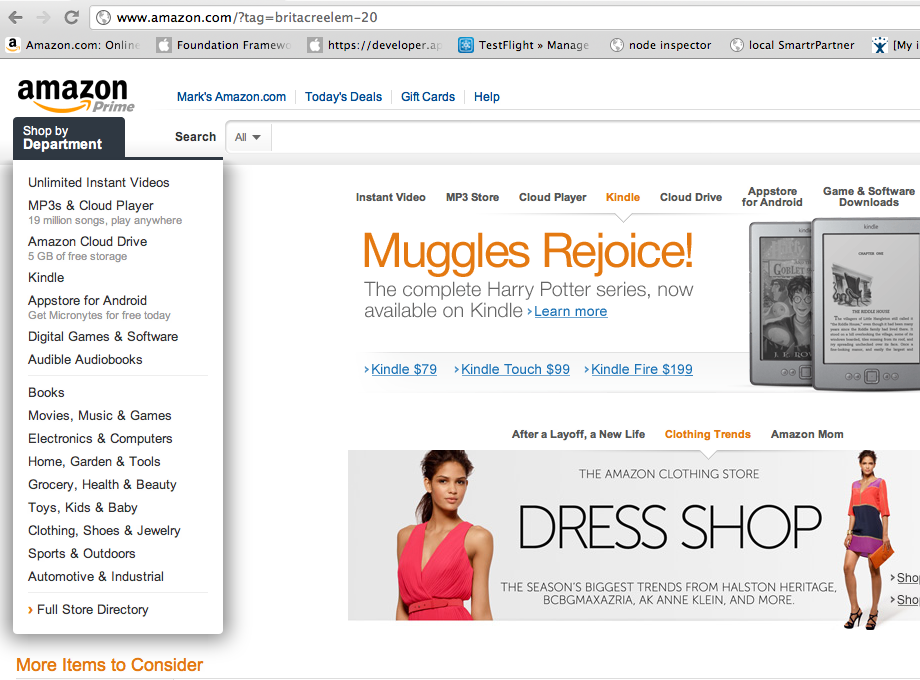 www.amazon.com/?tag=britacreelem-20
Amazon.com: Online
Foundation Framewo
https://developer.ap
TestFlight » Manage
node inspector
local SmartrPartner
[My i
amazon
Prime
Mark's Amazon.com
Today's Deals
Gift Cards
Help
Shop by
Department
Search
All
Unlimited Instant Videos
MP3s & Cloud Player
19 million songs, play anywhere
Amazon Cloud Drive
5 GB of free storage
Kindle
Appstore for Android
Get Micronytes for free today
Digital Games & Software
Audible Audiobooks
Books
Movies, Music & Games
Electronics & Computers
Home, Garden & Tools
Grocery, Health & Beauty
Toys, Kids & Baby
Clothing, Shoes & Jewelry
Sports & Outdoors
Automotive & Industrial
› Full Store Directory
More Items to Consider
Instant Video
MP3 Store
Cloud Player
Kindle
Cloud Drive
Appstore
for Android
Game & Software
Downloads
Muggles Rejoice!
The complete Harry Potter series, now
available on Kindle › Learn more
› Kindle $79
› Kindle Touch $99
› Kindle Fire $199
kindle
CHAPTER ONE
THE RIDDLE HOUSE
After a Layoff, a New Life
Clothing Trends
Amazon Mom
THE AMAZON CLOTHING STORE
DRESS SHOP
THE SEASON'S BIGGEST TRENDS FROM HALSTON HERITAGE,
BCBGMAXAZRIA, AK ANNE KLEIN, AND MORE.
› Sho
› Sho